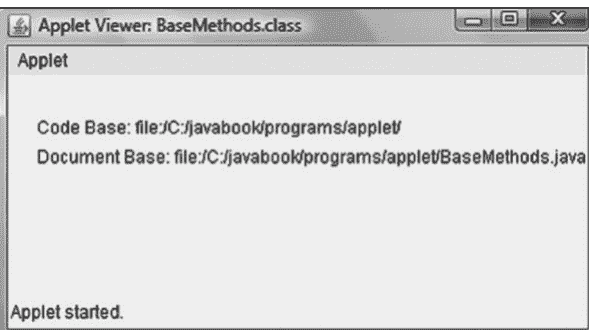 Applet Viewer: BaseMethods.class
Applet
Code Base: file:/C:/javabook/programs/applet/
Document Base: file:/C:/javabook/programs/applet/BaseMethods.java
Applet started.